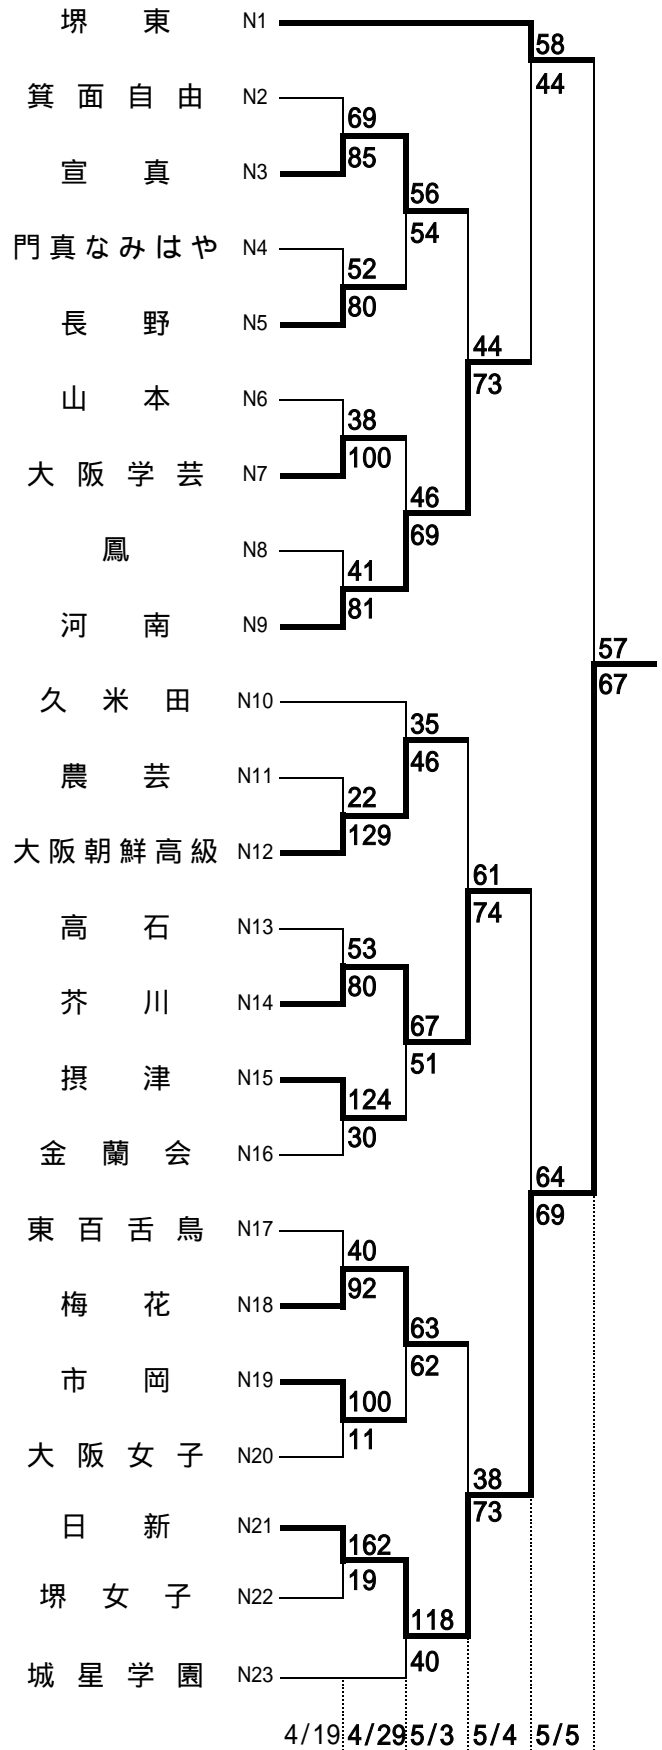 堺東 N1
58
44
箕面自由 N2
69
85
宣真 N3
56
54
門真なみはや N4
52
80
長野 N5
44
73
山本 N6
38
100
大阪学芸 N7
46
69
鳳 N8
41
81
河南 N9
57
67
久米田 N10
35
46
農芸 N11
22
129
大阪朝鮮高級 N12
61
74
高石 N13
53
80
芥川 N14
67
51
摂津 N15
124
30
金蘭会 N16
64
69
東百舌鳥 N17
40
92
梅花 N18
63
62
市岡 N19
100
11
大阪女子 N20
38
73
日新 N21
162
19
堺女子 N22
118
40
城星学園 N23
4/19 4/29 5/3 5/4 5/5